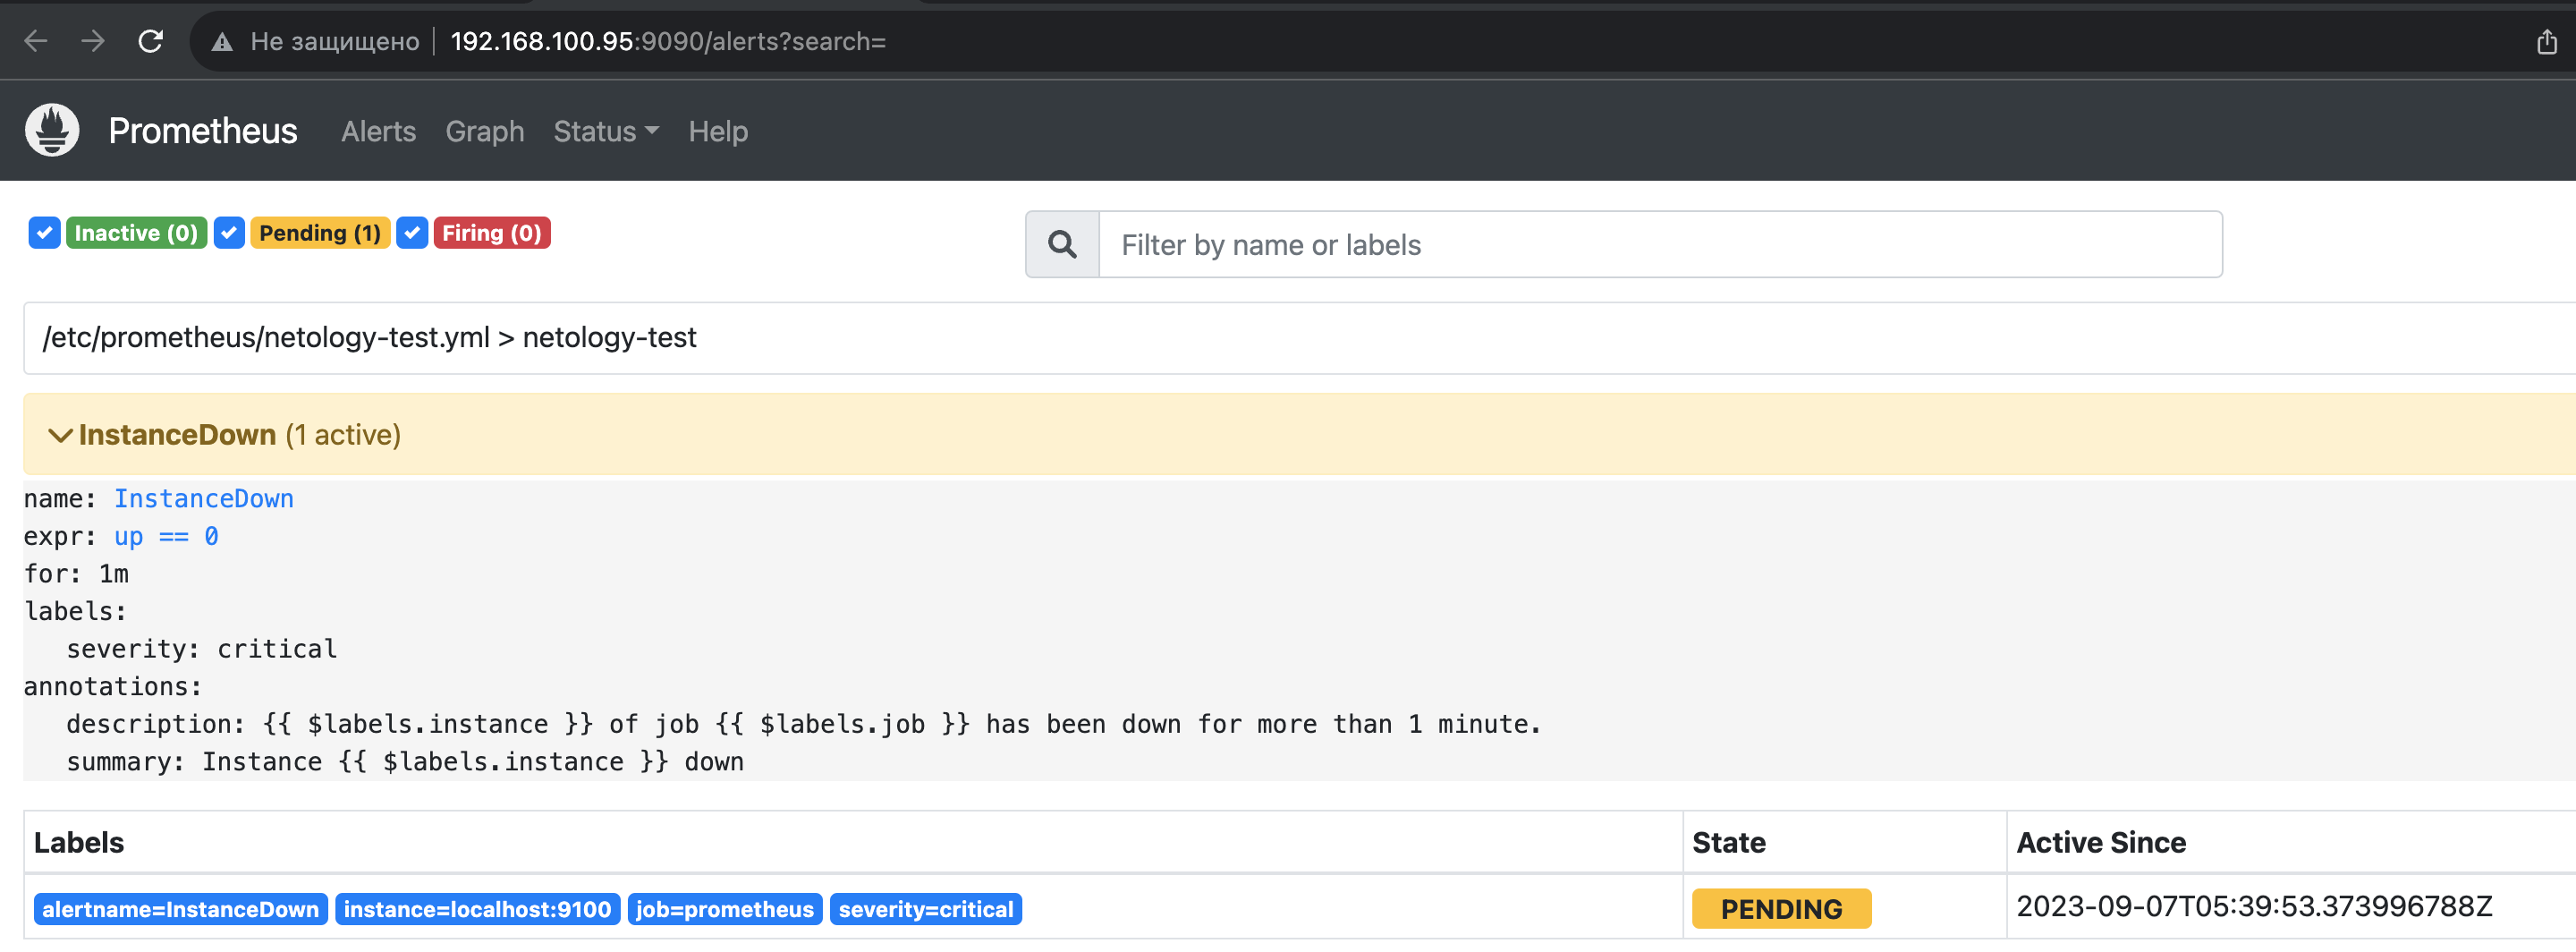 Не защищено 192.168.100.95:9090/alerts?search=
Prometheus Alerts Graph Status Help
Inactive (0) Pending (1) Firing (0) Filter by name or labels
/etc/prometheus/netology-test.yml > netology-test
InstanceDown (1 active)
name: InstanceDown
expr: up == 0
for: 1m
labels:
severity: critical
annotations:
description: {{ $labels.instance }} of job {{ $labels.job }} has been down for more than 1 minute.
summary: Instance {{ $labels.instance }} down
Labels State Active Since
alertname=InstanceDown instance=localhost:9100 job=prometheus severity=critical PENDING 2023-09-07T05:39:53.373996788Z